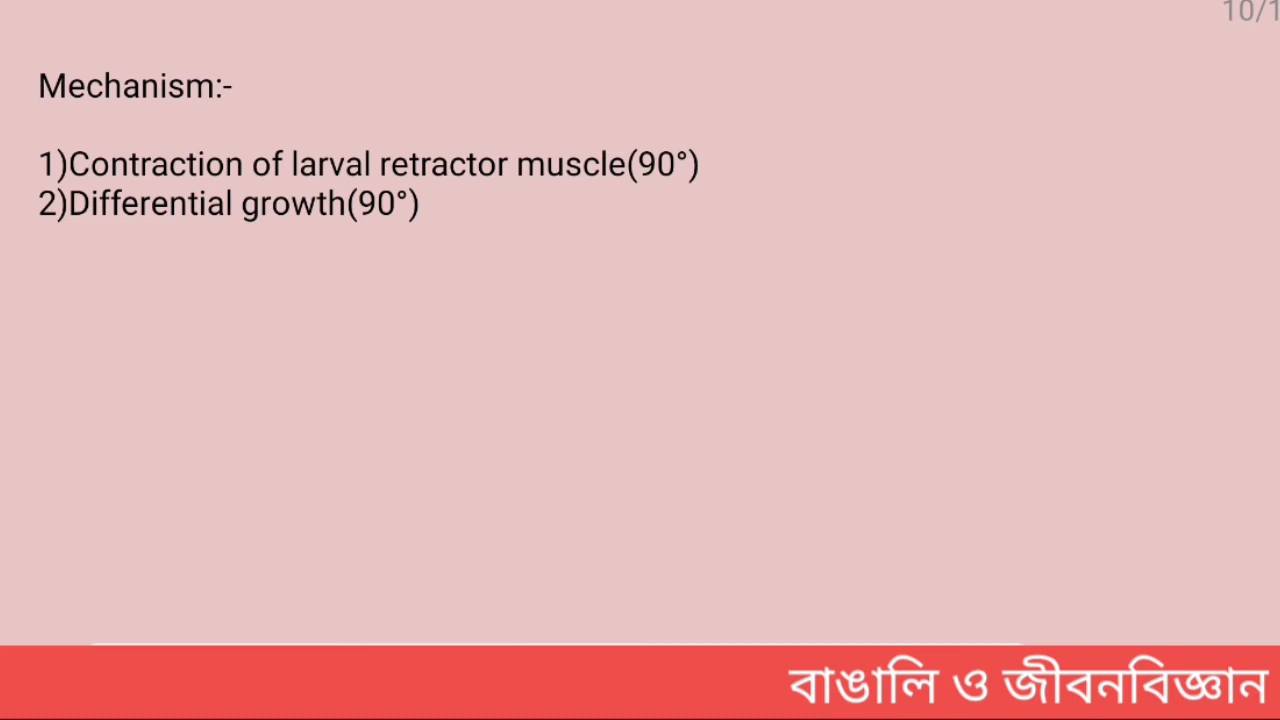 10/1
Mechanism:-
1)Contraction of larval retractor muscle(90°)
2)Differential growth(90°)
বাঙালি ও জীবনবিজ্ঞান